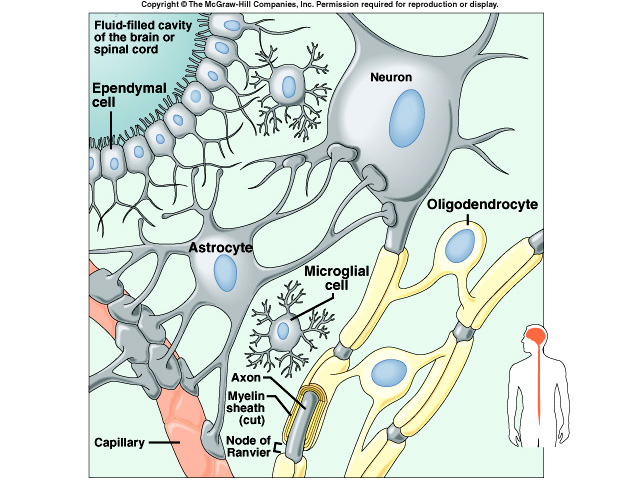 Copyright © The McGraw-Hill Companies, Inc. Permission required for reproduction or display.
Fluid-filled cavity
of the brain or
spinal cord
Neuron
Ependymal
cell
Oligodendrocyte
Astrocyte
Microglial
cell
Axon
Myelin
sheath
(cut)
Node of
Ranvier
Capillary